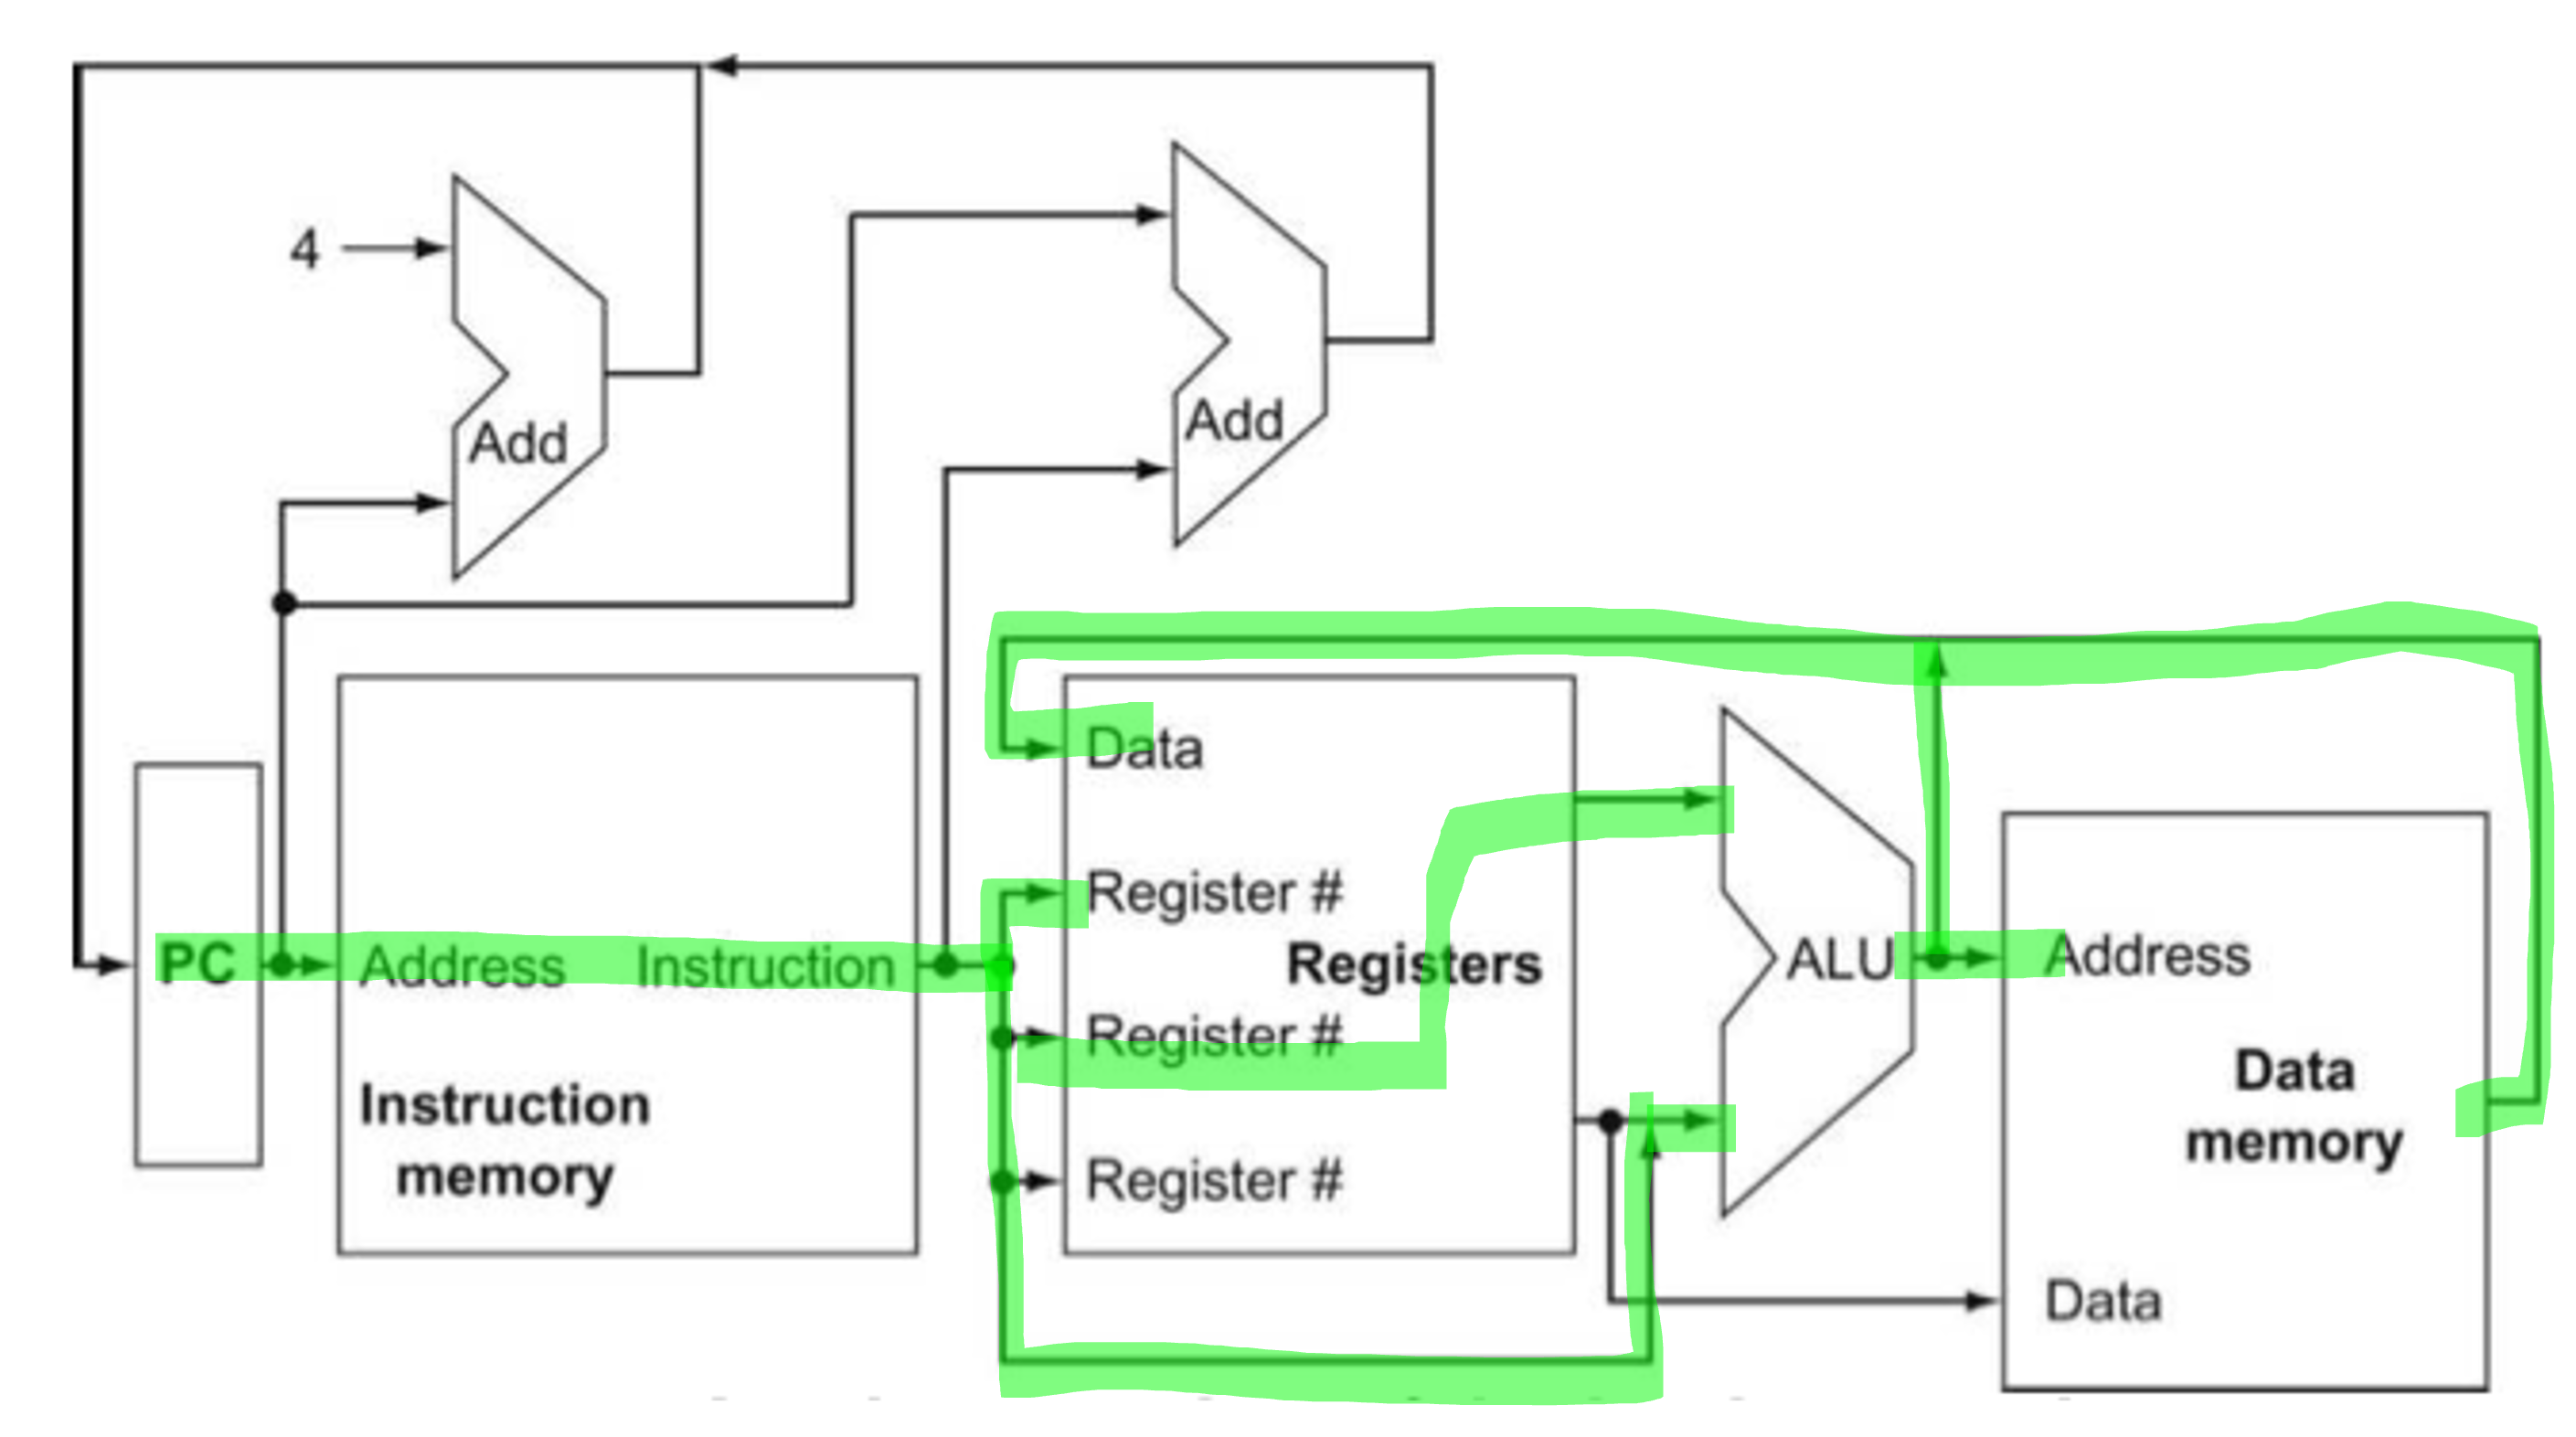 4
Add
Add
Data
Register #
PC
Address
Instruction
Registers
ALU
Address
Register #
Instruction
memory
Data
memory
Register #
Data